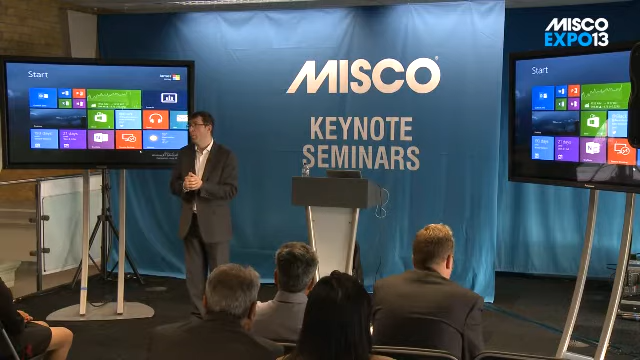 MISCO
EXPO13
Start
MISCO
KEYNOTE
SEMINARS
Start